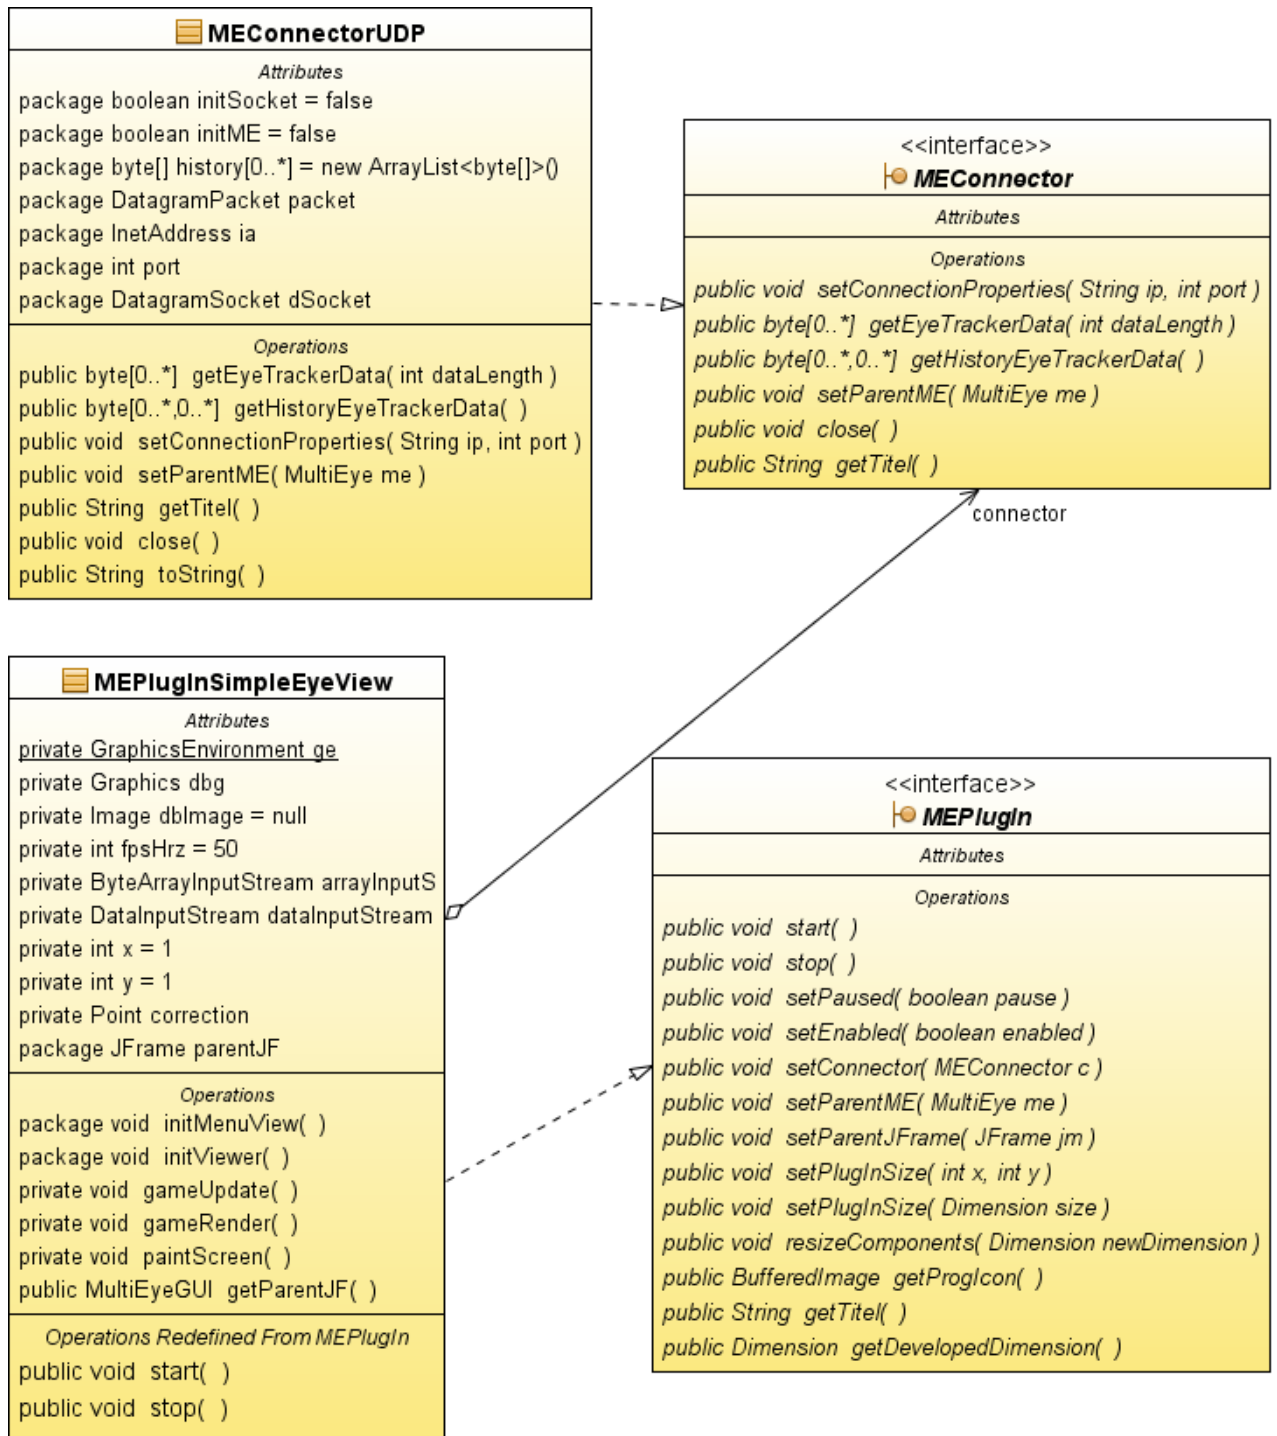 MEConnectorUDP
Attributes
package boolean initSocket = false
package boolean initME = false
package byte[] history[0..*] = new ArrayList<byte[]>()
package DatagramPacket packet
package InetAddress ia
package int port
package DatagramSocket dSocket
Operations
public byte[0..*] getEyeTrackerData( int dataLength )
public byte[0..*,0..*] getHistoryEyeTrackerData( )
public void setConnectionProperties( String ip, int port )
public void setParentME( MultiEye me )
public String getTitel( )
public void close( )
public String toString( )
<<interface>>
MEConnector
Attributes
Operations
public void setConnectionProperties( String ip, int port )
public byte[0..*] getEyeTrackerData( int dataLength )
public byte[0..*,0..*] getHistoryEyeTrackerData( )
public void setParentME( MultiEye me )
public void close( )
public String getTitel( )
connector
MEPlugInSimpleEyeView
Attributes
private GraphicsEnvironment ge
private Graphics dbg
private Image dbImage = null
private int fpsHrz = 50
private ByteArrayInputStream arrayInputS
private DataInputStream dataInputStream
private int x = 1
private int y = 1
private Point correction
package JFrame parentJF
Operations
package void initMenuView( )
package void initViewer( )
private void gameUpdate( )
private void gameRender( )
private void paintScreen( )
public MultiEyeGUI getParentJF( )
Operations Redefined From MEPlugIn
public void start( )
public void stop( )
<<interface>>
MEPlugIn
Attributes
Operations
public void start( )
public void stop( )
public void setPaused( boolean pause )
public void setEnabled( boolean enabled )
public void setConnector( MEConnector c )
public void setParentME( MultiEye me )
public void setParentJFrame( JFrame jm )
public void setPlugInSize( int x, int y )
public void setPlugInSize( Dimension size )
public void resizeComponents( Dimension newDimension )
public BufferedImage getProgIcon( )
public String getTitel( )
public Dimension getDevelopedDimension( )